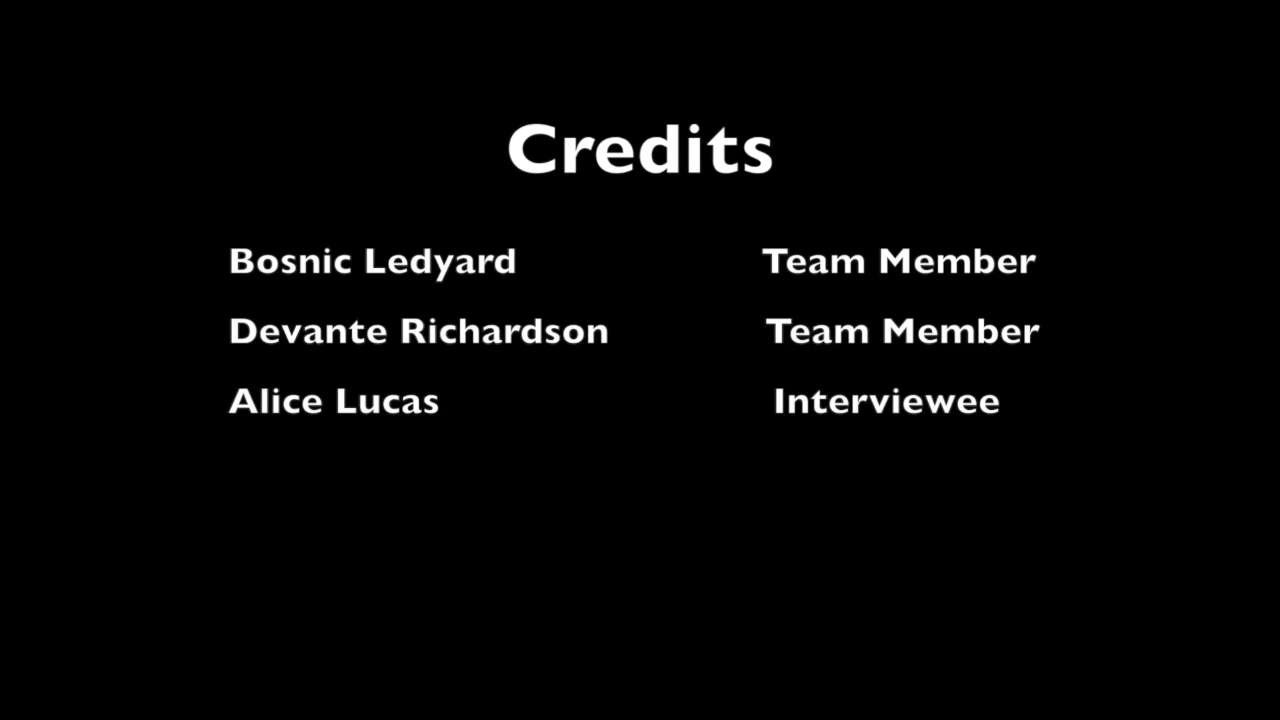 Credits
Bosnic Ledyard Team Member
Devante Richardson Team Member
Alice Lucas Interviewee